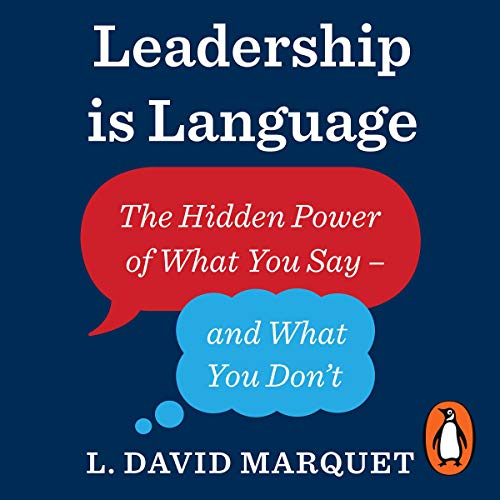 Leadership
is Language
The Hidden Power
of What You Say –
and What
You Don't
L. DAVID MARQUET